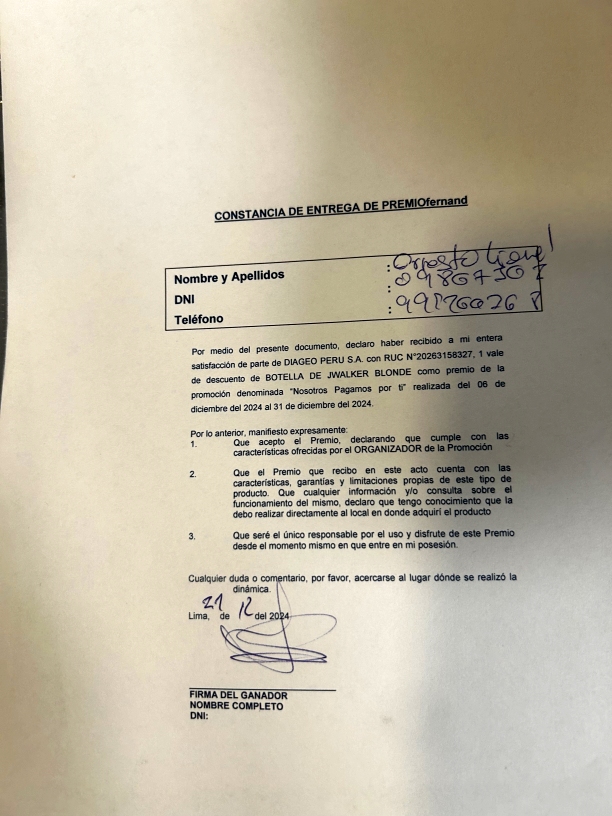 CONSTANCIA DE ENTREGA DE PREMIOfernand
Nombre y Apellidos :
DNI :
Teléfono :
Por medio del presente documento, declaro haber recibido a mi entera
satisfacción de parte de DIAGEO PERU S.A. con RUC N°20263158327, 1 vale
de descuento de BOTELLA DE JWALKER BLONDE como premio de la
promoción denominada "Nosotros Pagamos por ti" realizada del 06 de
diciembre del 2024 al 31 de diciembre del 2024.
Por lo anterior, manifiesto expresamente:
1. Que acepto el Premio, declarando que cumple con las
características ofrecidas por el ORGANIZADOR de la Promoción
2. Que el Premio que recibo en este acto cuenta con las
características, garantías y limitaciones propias de este tipo de
producto. Que cualquier información y/o consulta sobre el
funcionamiento del mismo, declaro que tengo conocimiento que la
debo realizar directamente al local en donde adquirí el producto
3. Que seré el único responsable por el uso y disfrute de este Premio
desde el momento mismo en que entre en mi posesión.
Cualquier duda o comentario, por favor, acercarse al lugar dónde se realizó la
dinámica.
Lima, 21 de 12 del 2024
FIRMA DEL GANADOR
NOMBRE COMPLETO
DNI: